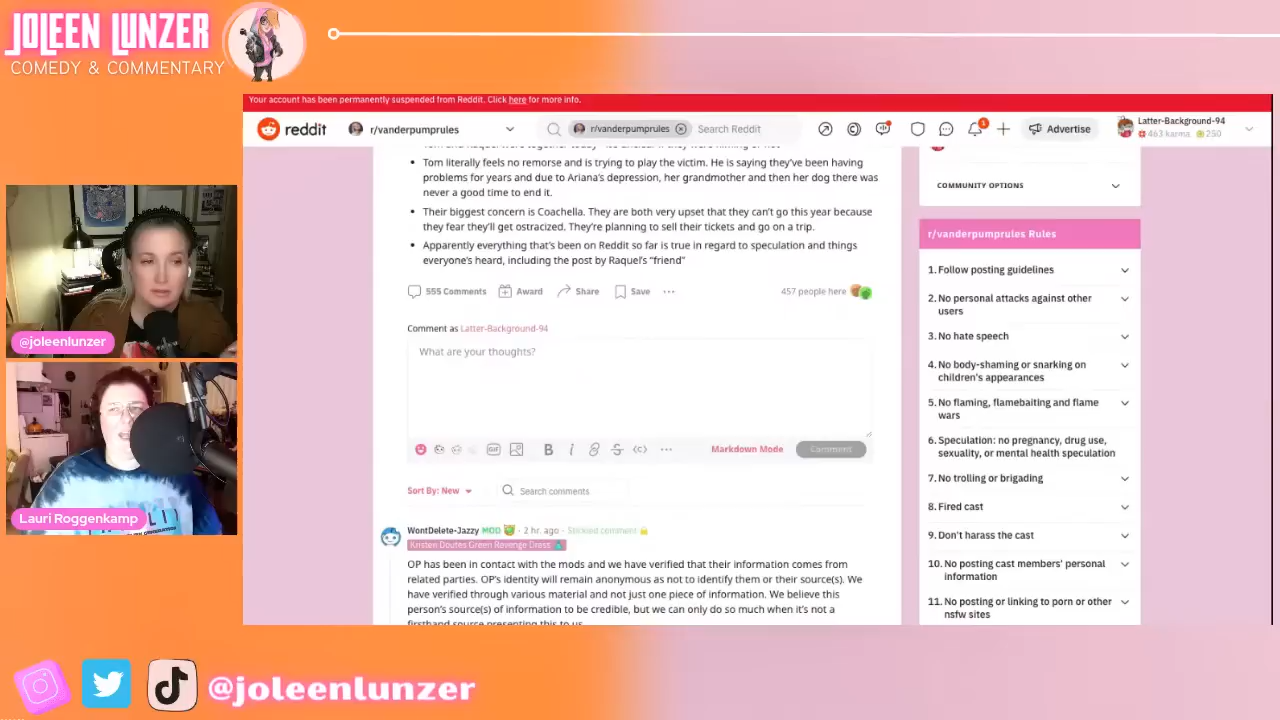 JOLEEN LUNZER
COMEDY & COMMENTARY
Your account has been permanently suspended from Reddit. Click here for more info.
reddit
r/vanderpumprules
r/vanderpumprules
Search Reddit
1
Advertise
Latter-Background-94
463 karma
250
Tom literally feels no remorse and is trying to play the victim. He is saying they've been having
problems for years and due to Ariana's depression, her grandmother and then her dog there was
never a good time to end it.
Their biggest concern is Coachella. They are both very upset that they can't go this year because
they fear they'll get ostracized. They're planning to sell their tickets and go on a trip.
Apparently everything that's been on Reddit so far is true in regard to speculation and things
everyone's heard, including the post by Raquel's "friend"
555 Comments
Award
Share
Save
457 people here
Comment as Latter-Background-94
What are your thoughts?
GIF
B
i
Markdown Mode
Comment
Sort By: New
Search comments
WontDelete-Jazzy MOD · 2 hr. ago · Stickied comment
Kristen Doutes Green Revenge Dress
OP has been in contact with the mods and we have verified that their information comes from
related parties. OP's identity will remain anonymous as not to identify them or their source(s). We
have verified through various material and not just one piece of information. We believe this
person's source(s) of information to be credible, but we can only do so much when it's not a
firsthand source presenting this to us.
COMMUNITY OPTIONS
r/vanderpumprules Rules
1. Follow posting guidelines
2. No personal attacks against other
users
3. No hate speech
4. No body-shaming or snarking on
children's appearances
5. No flaming, flamebaiting and flame
wars
6. Speculation: no pregnancy, drug use,
sexuality, or mental health speculation
7. No trolling or brigading
8. Fired cast
9. Don't harass the cast
10. No posting cast members' personal
information
11. No posting or linking to porn or other
nsfw sites
@joleenlunzer
Lauri Roggenkamp
@joleenlunzer